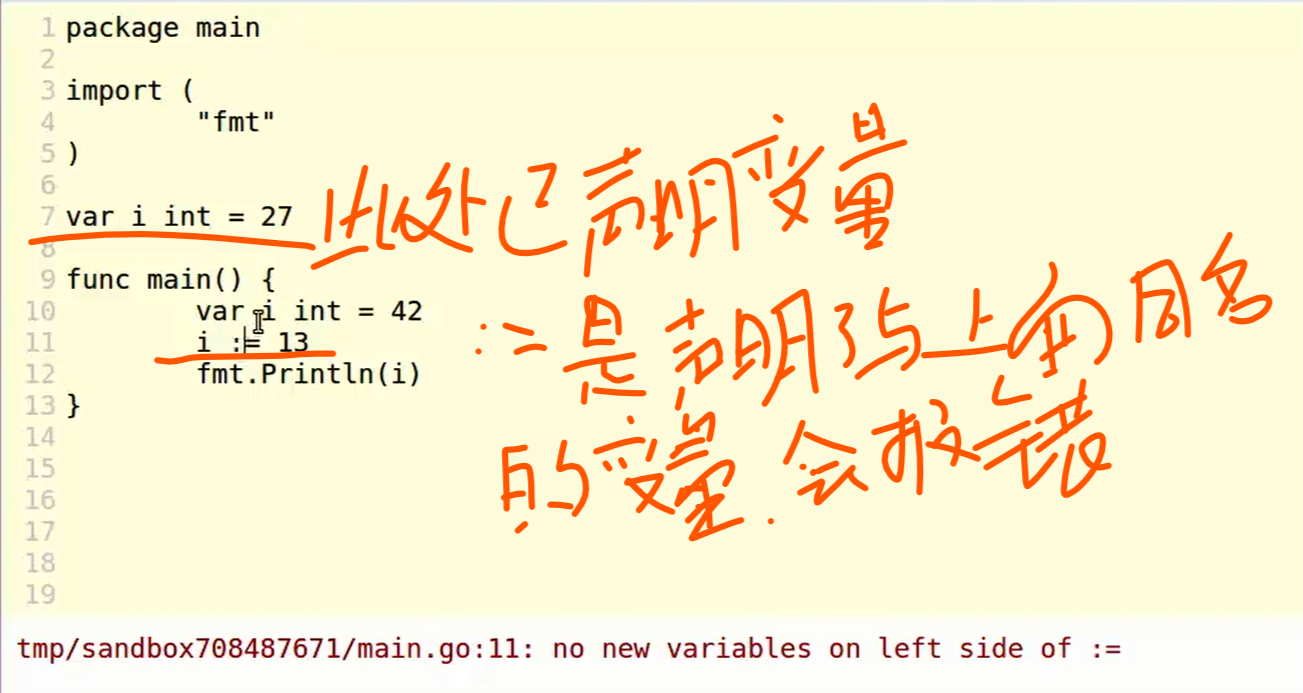 1 package main
2
3 import (
4 "fmt"
5 )
6
7 var i int = 27
此处已声明变量
8
9 func main() {
10 var i int = 42
11 i := 13
:= 是声明了与上面同名
12 fmt.Println(i)
13 }
的变量. 会报错
14
15
16
17
18
19
tmp/sandbox708487671/main.go:11: no new variables on left side of :=